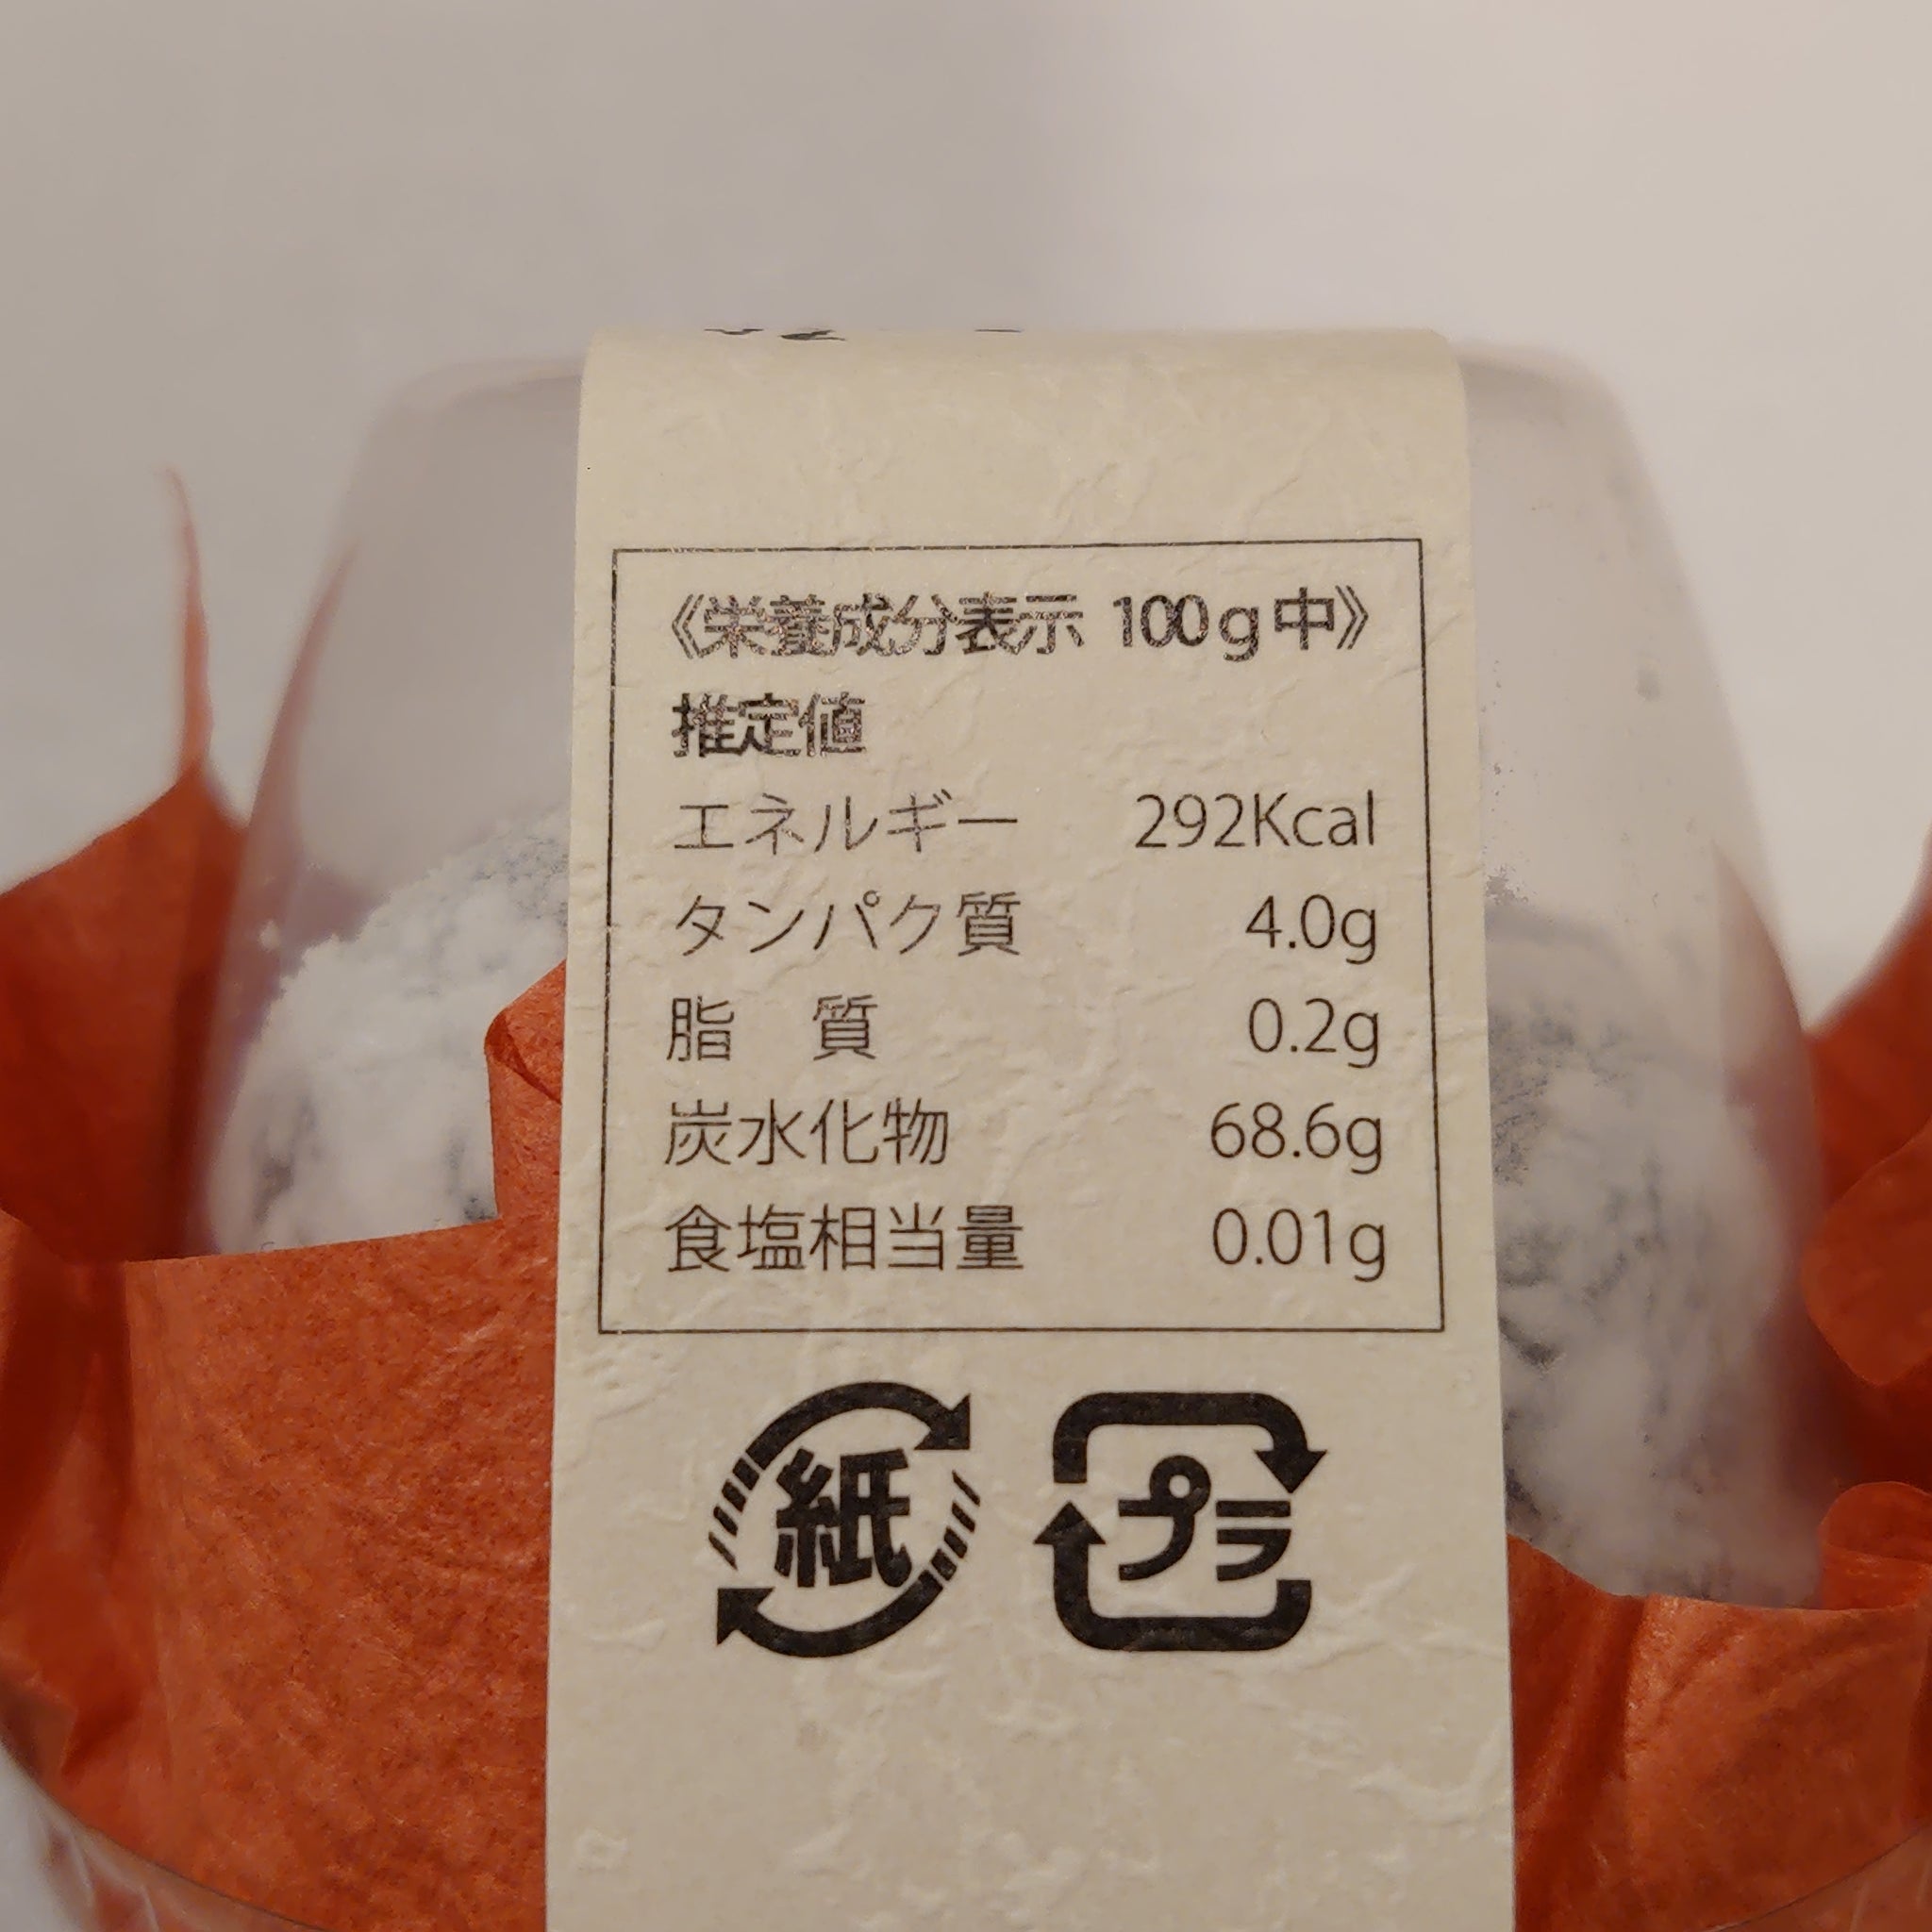 《栄養成分表示 100g中》
推定値
エネルギー 292Kcal
タンパク質 4.0g
脂　質 0.2g
炭水化物 68.6g
食塩相当量 0.01g
紙 プラ